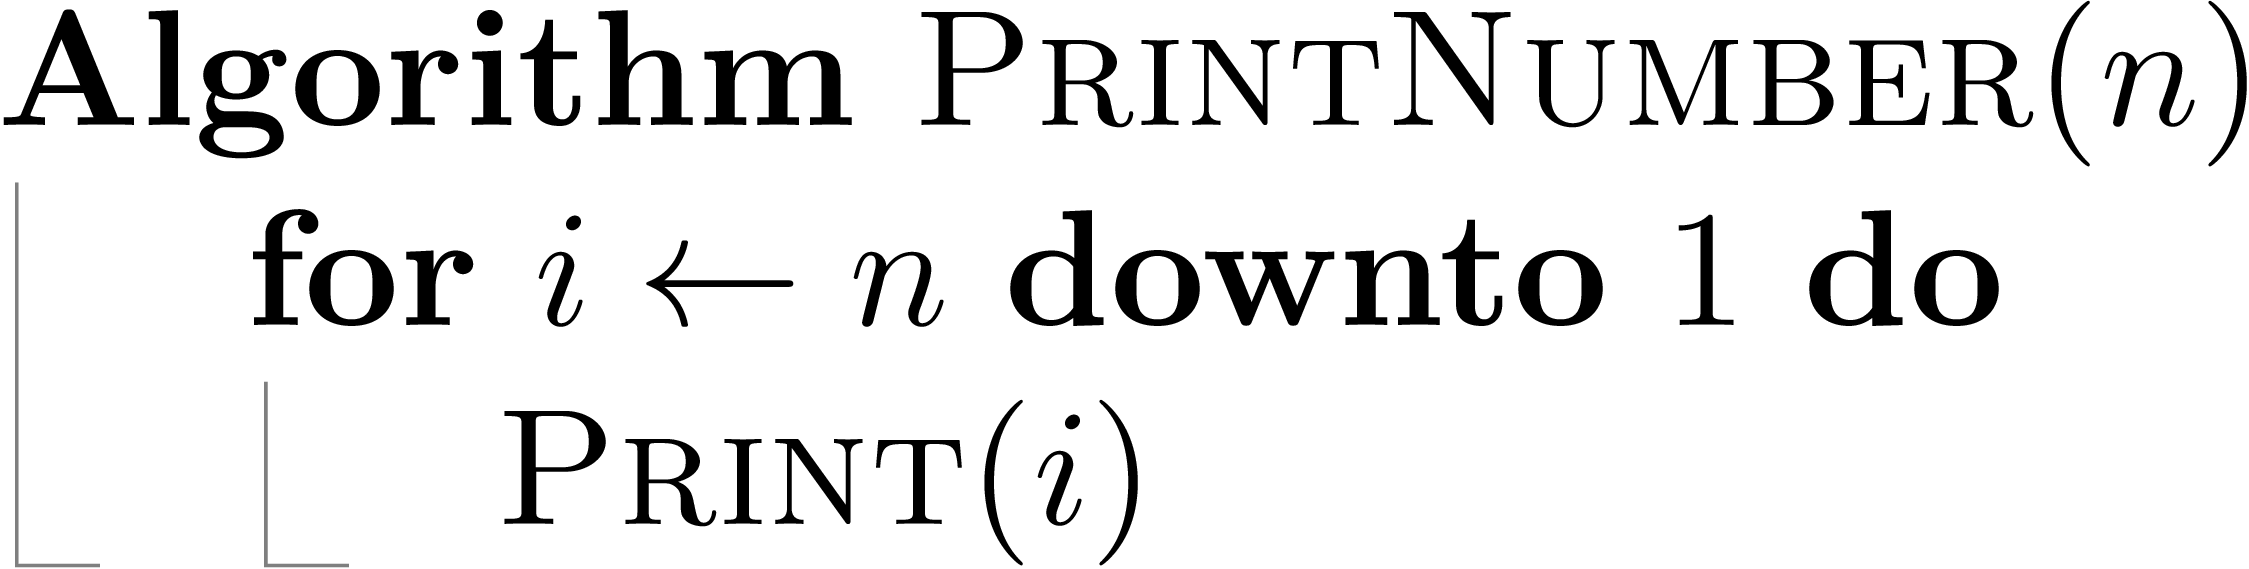 Algorithm PRINTNUMBER(n)
for i ← n downto 1 do
PRINT(i)